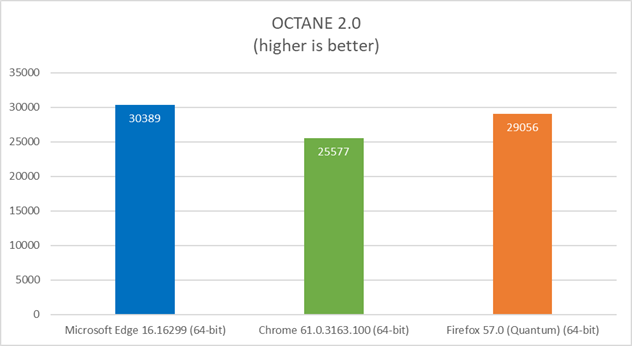 OCTANE 2.0
(higher is better)
35000
30000
25000
20000
15000
10000
5000
0
30389
25577
29056
Microsoft Edge 16.16299 (64-bit)
Chrome 61.0.3163.100 (64-bit)
Firefox 57.0 (Quantum) (64-bit)